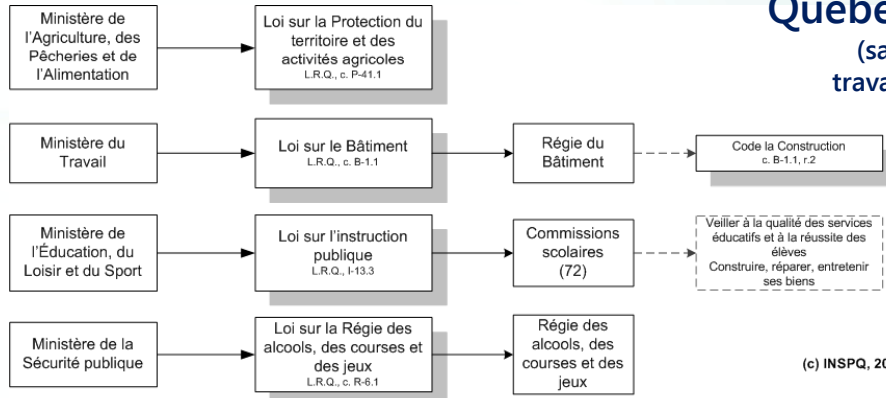 Ministère de
l'Agriculture, des
Pêcheries et de
l'Alimentation
Loi sur la Protection du
territoire et des
activités agricoles
L.R.Q., c. P-41.1
Ministère du
Travail
Loi sur le Bâtiment
L.R.Q., c. B-1.1
Régie du
Bâtiment
Code la Construction
c. B-1.1, r.2
Ministère de
l'Éducation, du
Loisir et du Sport
Loi sur l'instruction
publique
L.R.Q., I-13.3
Commissions
scolaires
(72)
Veiller à la qualité des services
éducatifs et à la réussite des
élèves
Construire, réparer, entretenir
ses biens
Ministère de la
Sécurité publique
Loi sur la Régie des
alcools, des courses et
des jeux
L.R.Q., c. R-6.1
Régie des
alcools, des
courses et des
jeux
(c) INSPQ,